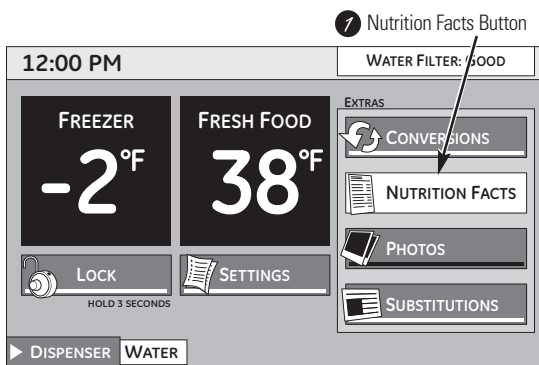 1 Nutrition Facts Button
12:00 PM
WATER FILTER: GOOD
EXTRAS
FREEZER
-2°F
FRESH FOOD
38°F
CONVERSIONS
NUTRITION FACTS
PHOTOS
SUBSTITUTIONS
LOCK
HOLD 3 SECONDS
SETTINGS
DISPENSER WATER